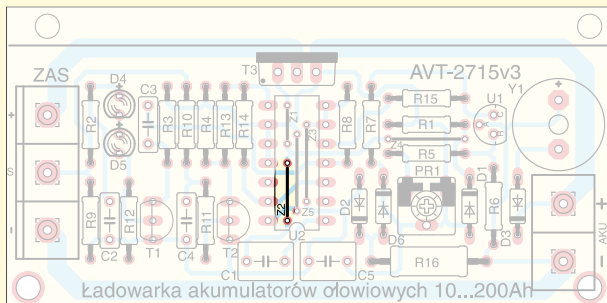 ZAS
D4
C3
T3
AVT-2715v3
Y1
U1
+
R2
R3
R10
R4
R13
R14
Z1
Z3
R8
R7
R15
R1
Z4
R5
D5
S
PR1
D1
-
R9
C2
R12
T1
C4
R11
T2
Z2
Z5
U2
D2
D6
R6
D3
+
-
AKU
C1
C5
R16
Ładowarka akumulatorów ołowiowych 10...200Ah